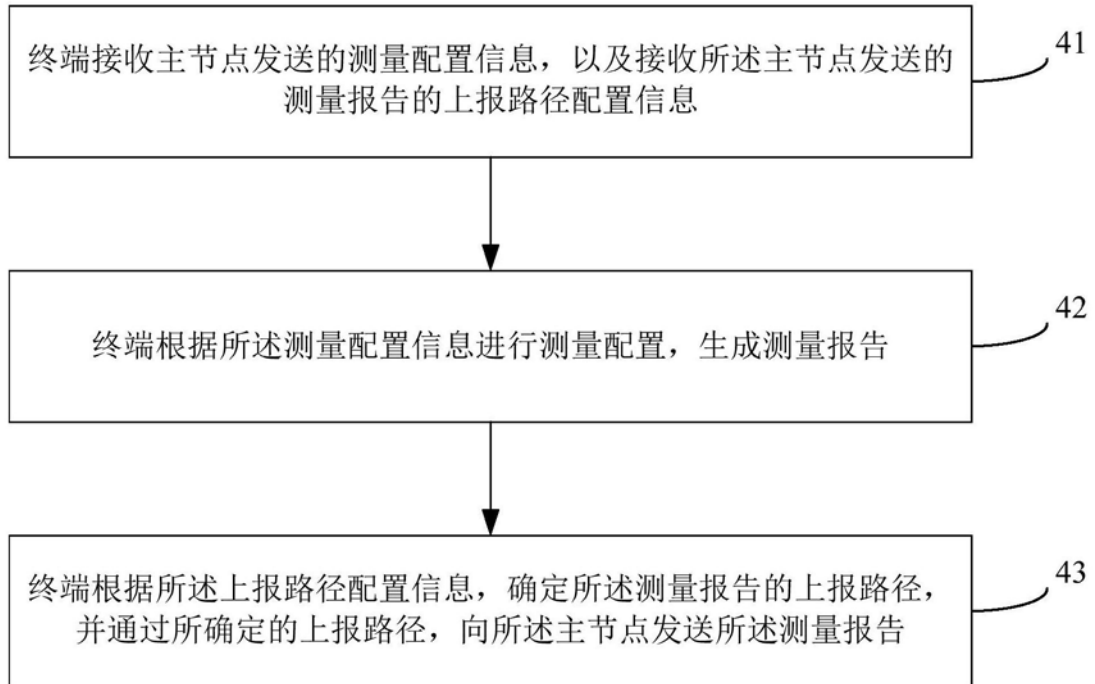 终端接收主节点发送的测量配置信息，以及接收所述主节点发送的
测量报告的上报路径配置信息
41
终端根据所述测量配置信息进行测量配置，生成测量报告
42
终端根据所述上报路径配置信息，确定所述测量报告的上报路径，
并通过所确定的上报路径，向所述主节点发送所述测量报告
43